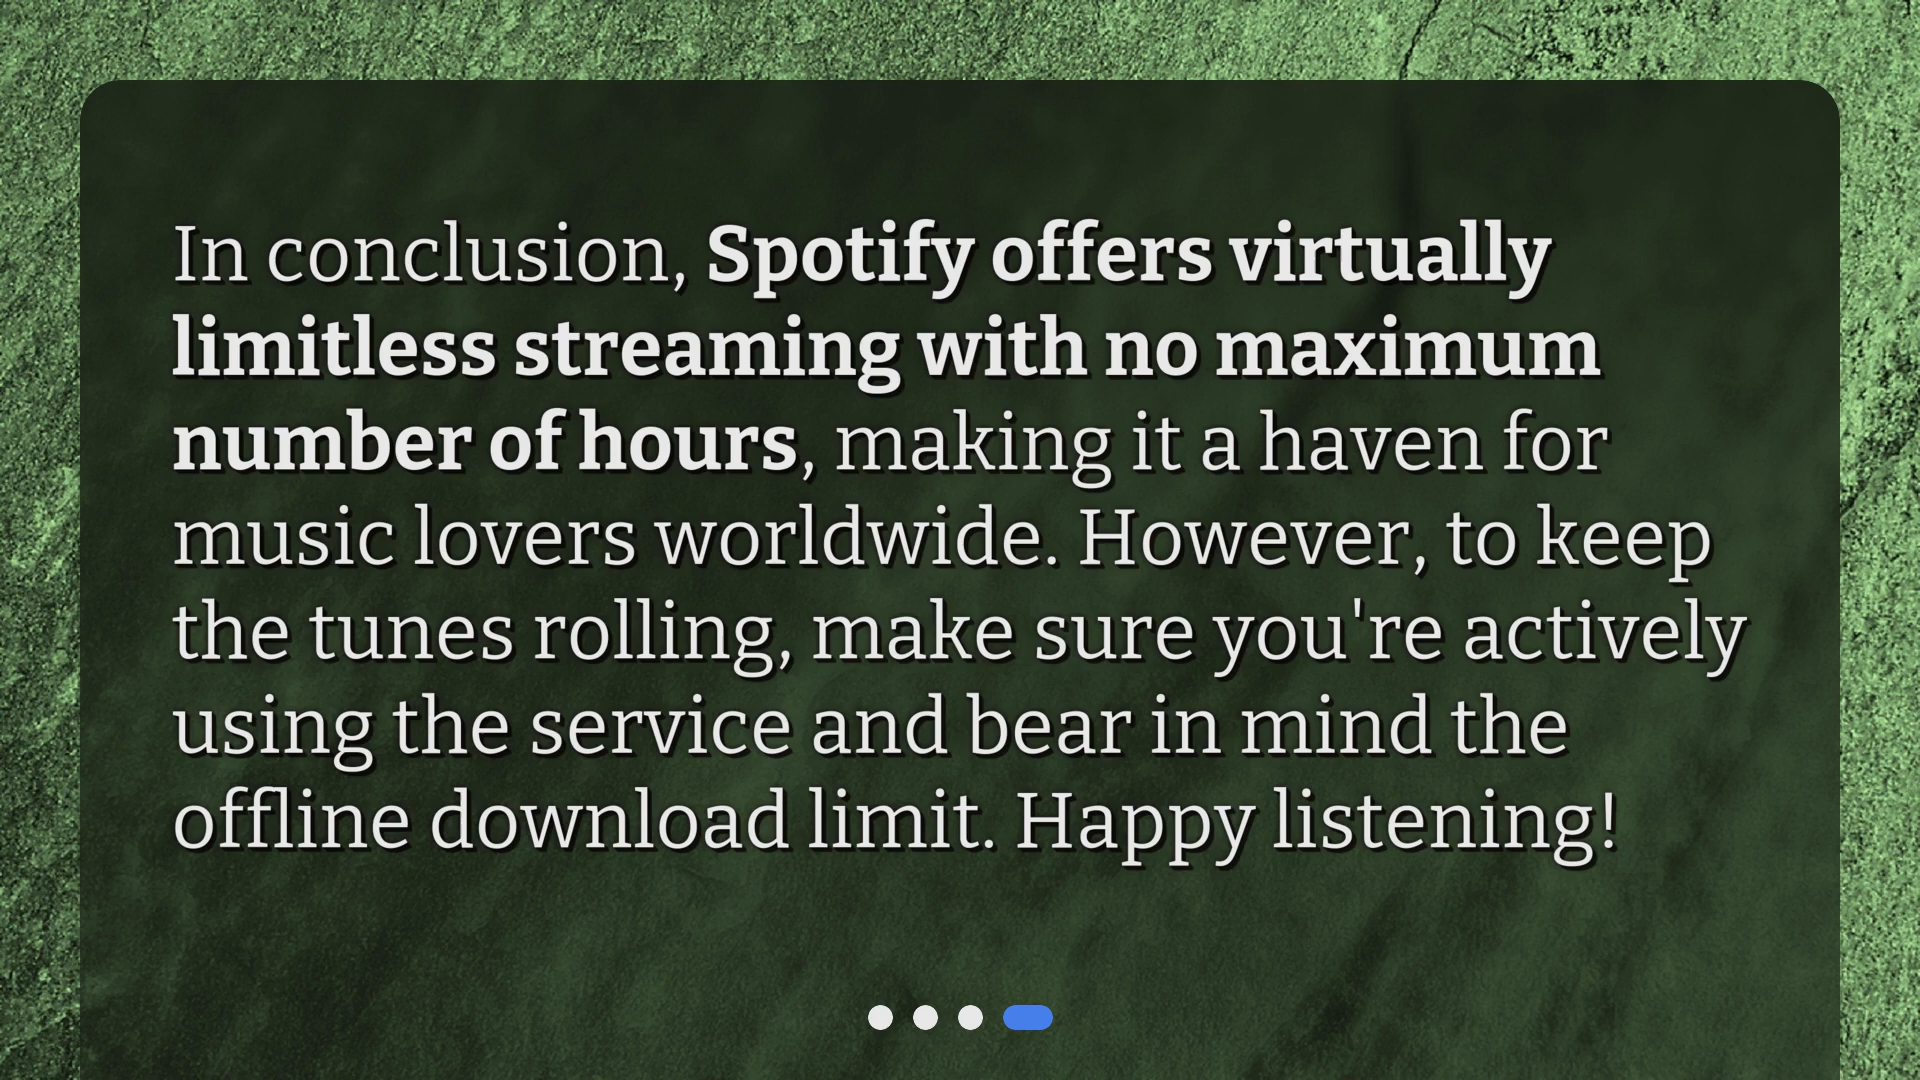 In conclusion, Spotify offers virtually
limitless streaming with no maximum
number of hours, making it a haven for
music lovers worldwide. However, to keep
the tunes rolling, make sure you're actively
using the service and bear in mind the
offline download limit. Happy listening!